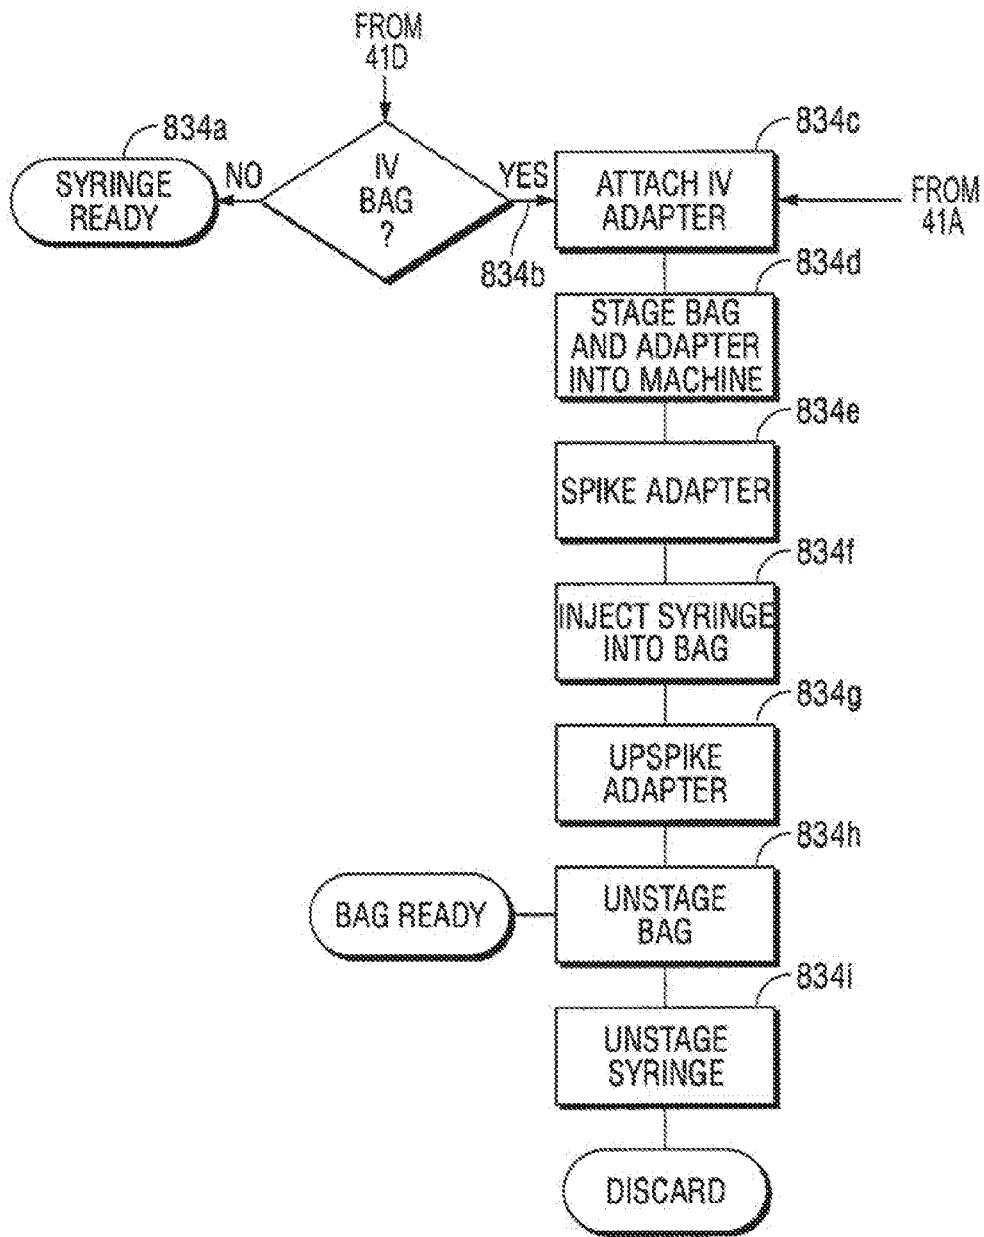 FROM
41D
834a
834c
SYRINGE
READY
NO
IV
BAG
?
YES
ATTACH IV
ADAPTER
FROM
41A
834b
834d
STAGE BAG
AND ADAPTER
INTO MACHINE
834e
SPIKE ADAPTER
834f
INJECT SYRINGE
INTO BAG
834g
UPSPIKE
ADAPTER
834h
BAG READY
UNSTAGE
BAG
834i
UNSTAGE
SYRINGE
DISCARD